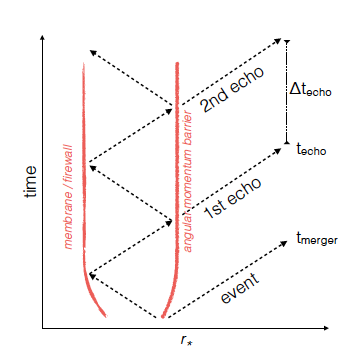 2nd echo
Δtecho
angular momentum barrier
membrane / firewall
techo
time
1st echo
tmerger
event
r*